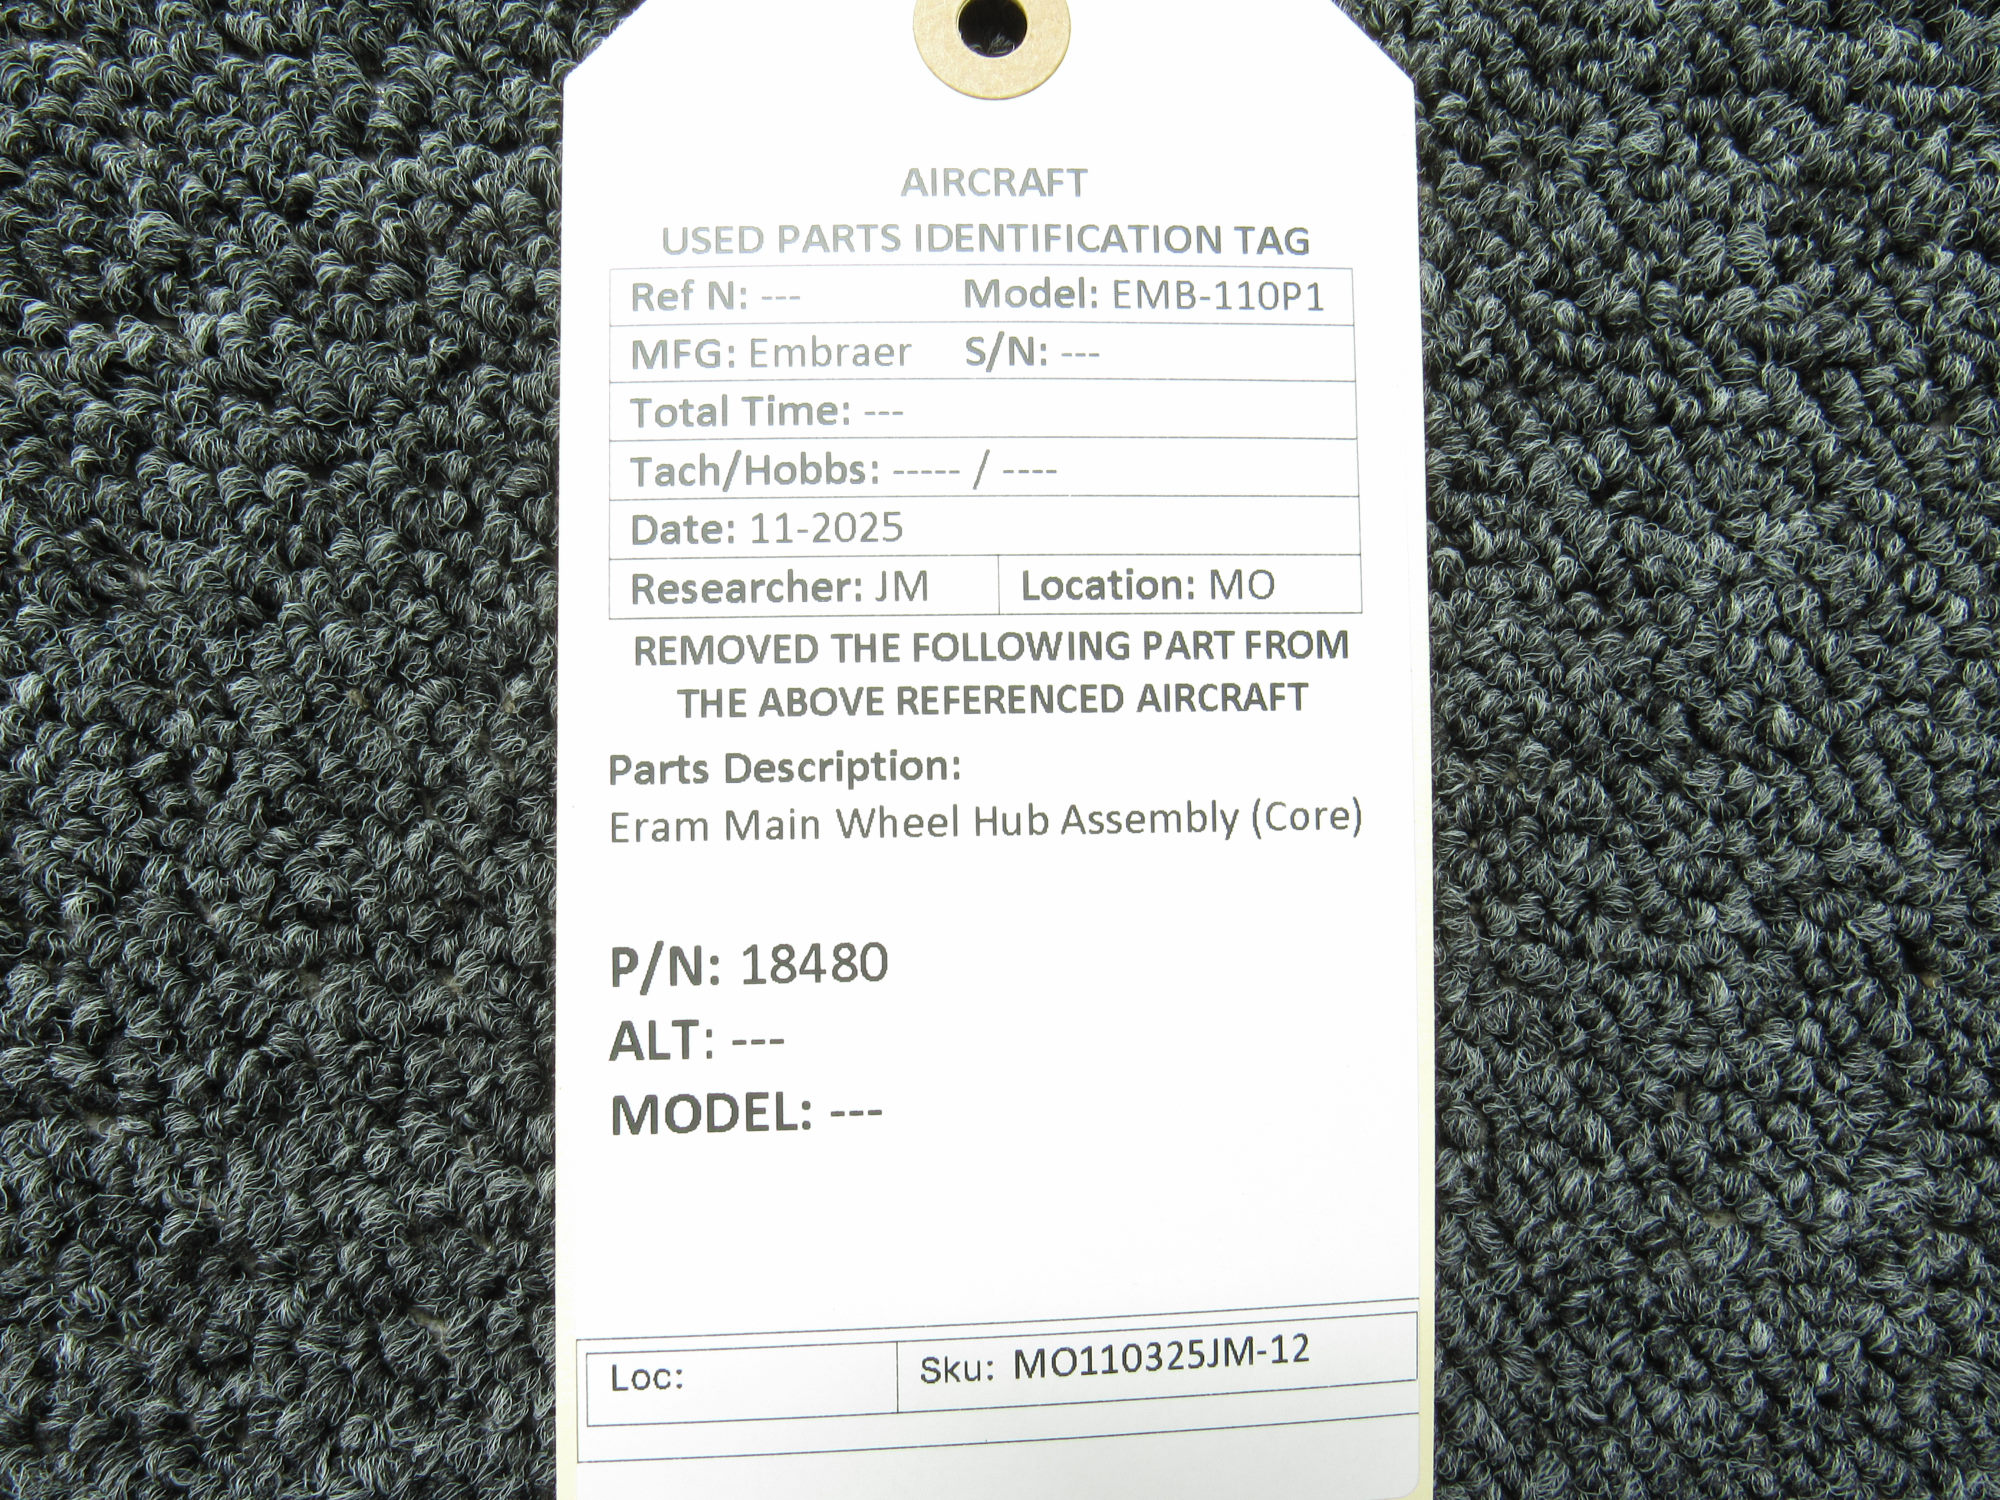 AIRCRAFT
USED PARTS IDENTIFICATION TAG
Ref N: --- Model: EMB-110P1
MFG: Embraer S/N: ---
Total Time: ---
Tach/Hobbs: ----- / ----
Date: 11-2025
Researcher: JM Location: MO
REMOVED THE FOLLOWING PART FROM
THE ABOVE REFERENCED AIRCRAFT
Parts Description:
Eram Main Wheel Hub Assembly (Core)
P/N: 18480
ALT: ---
MODEL: ---
Loc: Sku: MO110325JM-12